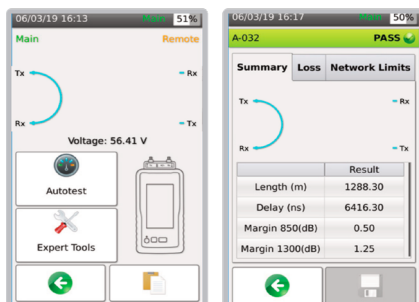 06/03/19 16:13 Main 51%
Main Remote
Tx Rx
Rx Tx
Voltage: 56.41 V
Autotest
Expert Tools
06/03/19 16:17 Main 50%
A-032 PASS
Summary Loss Network Limits
Tx Rx
Rx Tx
Result
Length (m) 1288.30
Delay (ns) 6416.30
Margin 850(dB) 0.50
Margin 1300(dB) 1.25